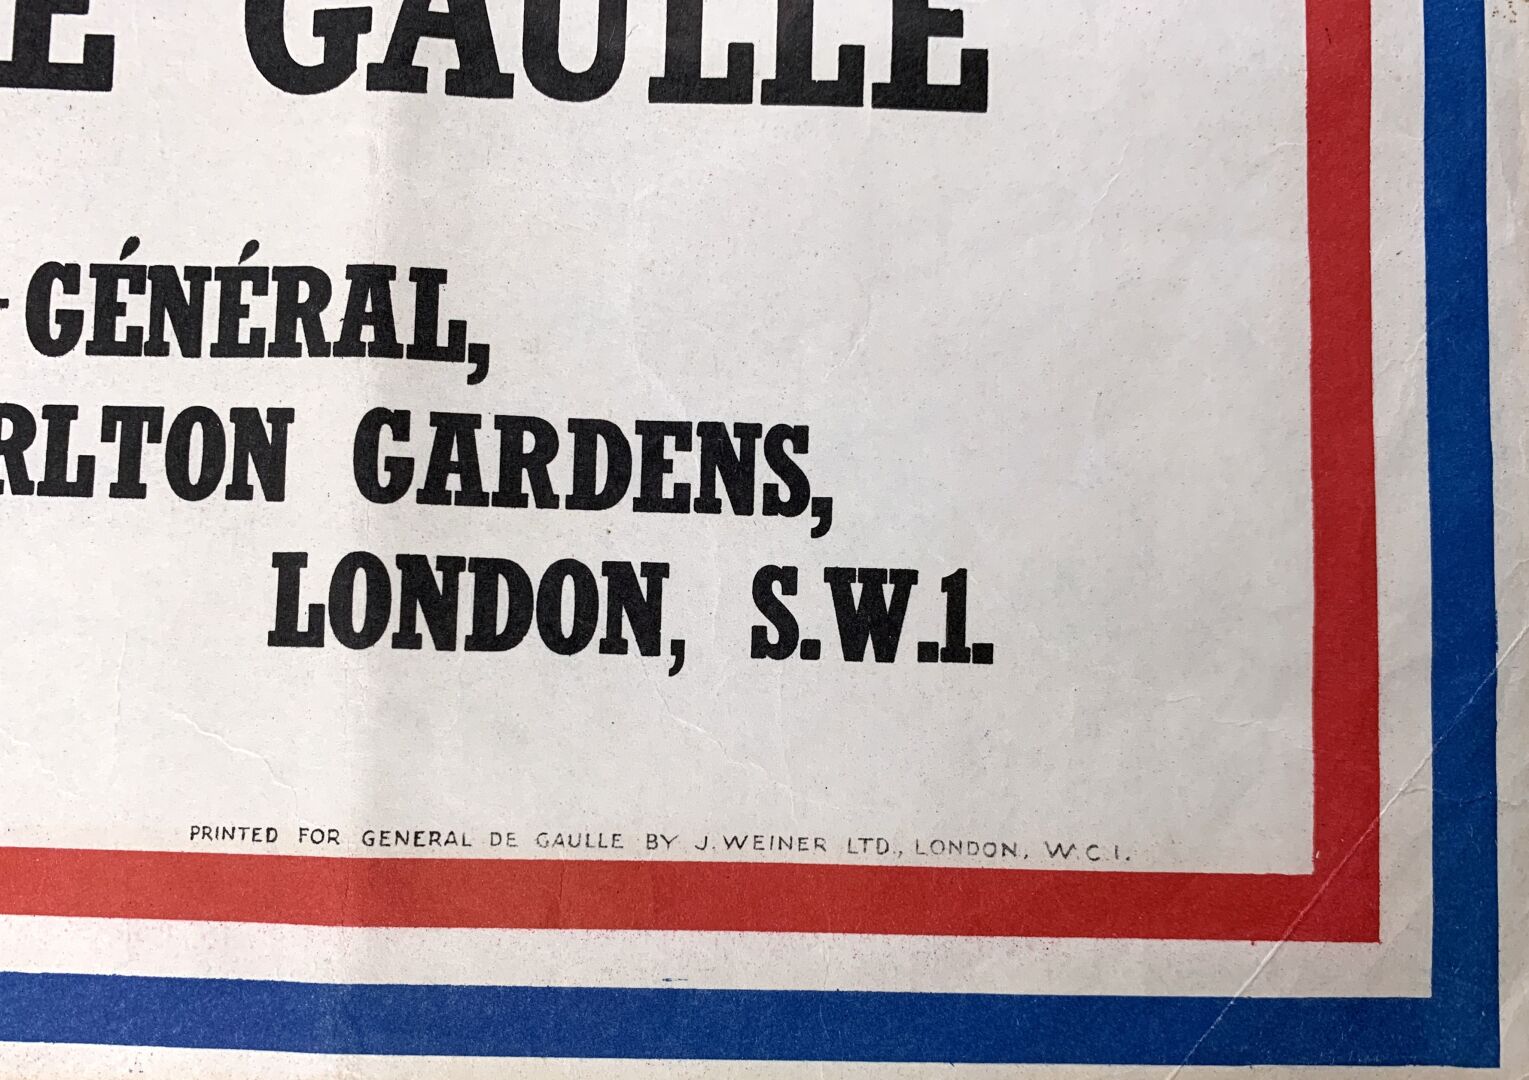 E GAULLE
-GÉNÉRAL,
RLTON GARDENS,
LONDON, S.W.1.
PRINTED FOR GENERAL DE GAULLE BY J. WEINER LTD., LONDON, W.C.1.